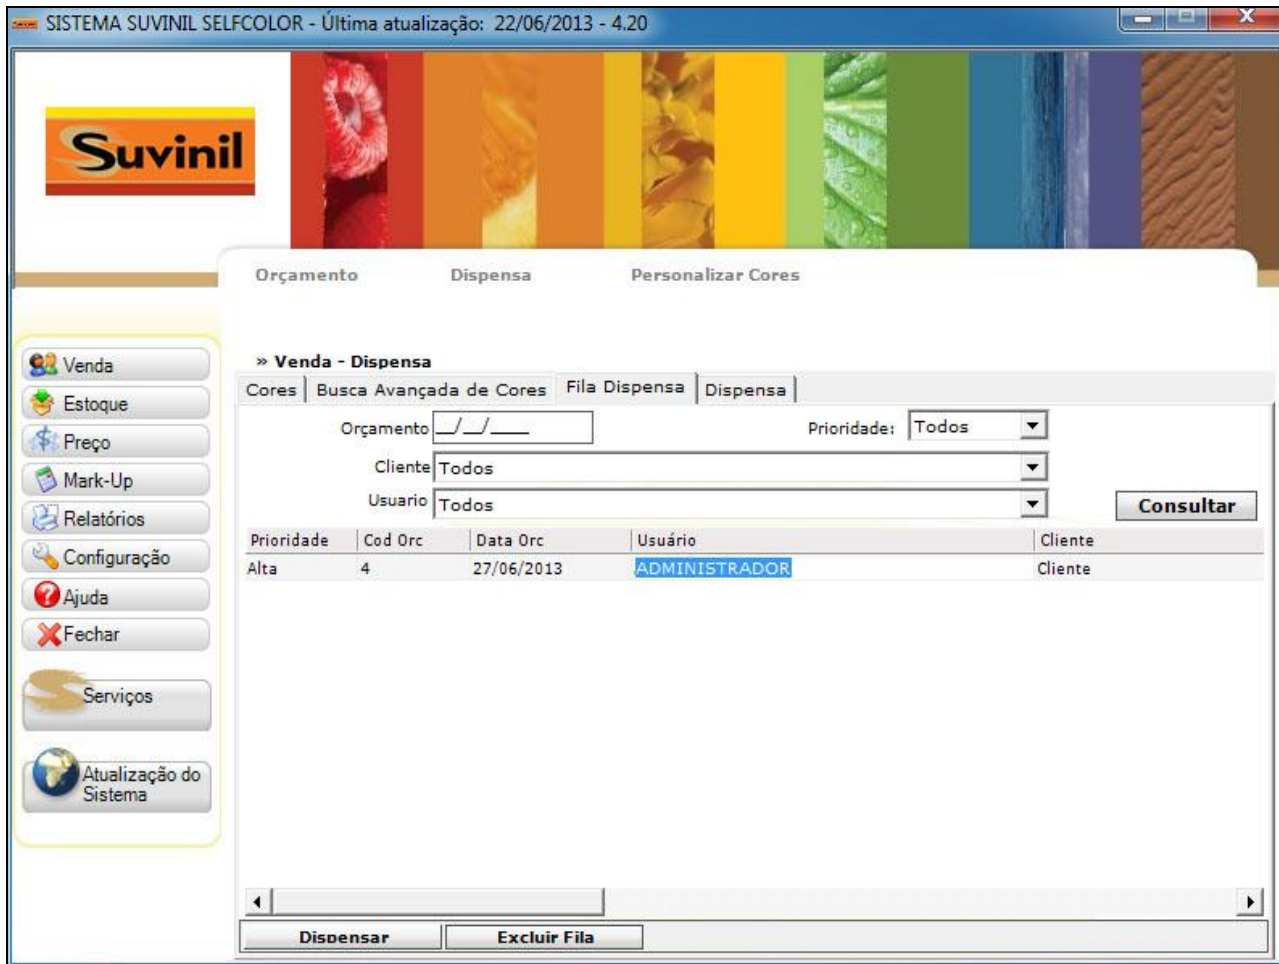 SISTEMA SUVINIL SELFCOLOR - Última atualização: 22/06/2013 - 4.20
Suvinil
Orçamento Dispensa Personalizar Cores
Venda
Estoque
Preço
Mark-Up
Relatórios
Configuração
Ajuda
Fechar
Serviços
Atualização do
Sistema
» Venda - Dispensa
Cores Busca Avançada de Cores Fila Dispensa Dispensa
Orçamento __/__/____ Prioridade: Todos
Cliente Todos
Usuario Todos Consultar
Prioridade Cod Orc Data Orc Usuário Cliente
Alta 4 27/06/2013 ADMINISTRADOR Cliente
Dispensar Excluir Fila